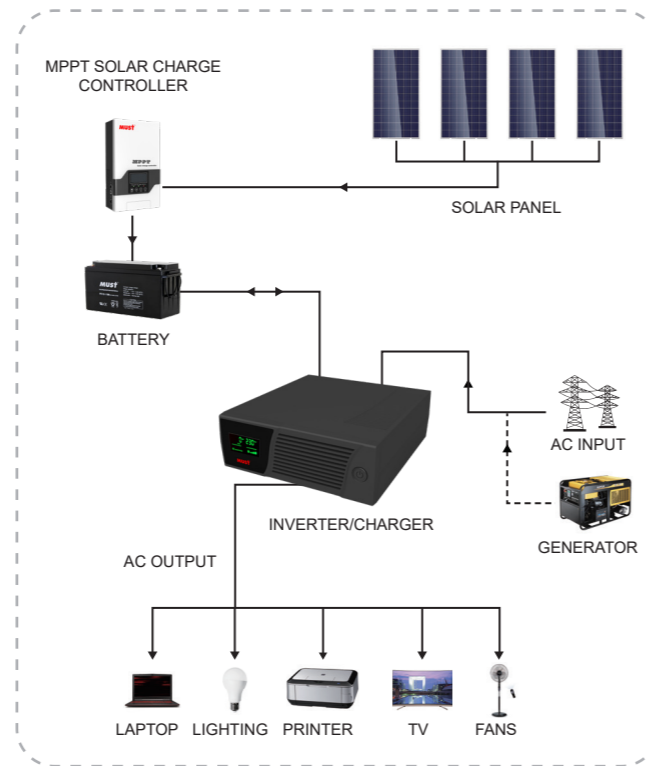 MPPT SOLAR CHARGE
CONTROLLER
MUST
SOLAR PANEL
MUST
BATTERY
AC INPUT
MUST
INVERTER/CHARGER
GENERATOR
AC OUTPUT
LAPTOP
LIGHTING
PRINTER
TV
FANS